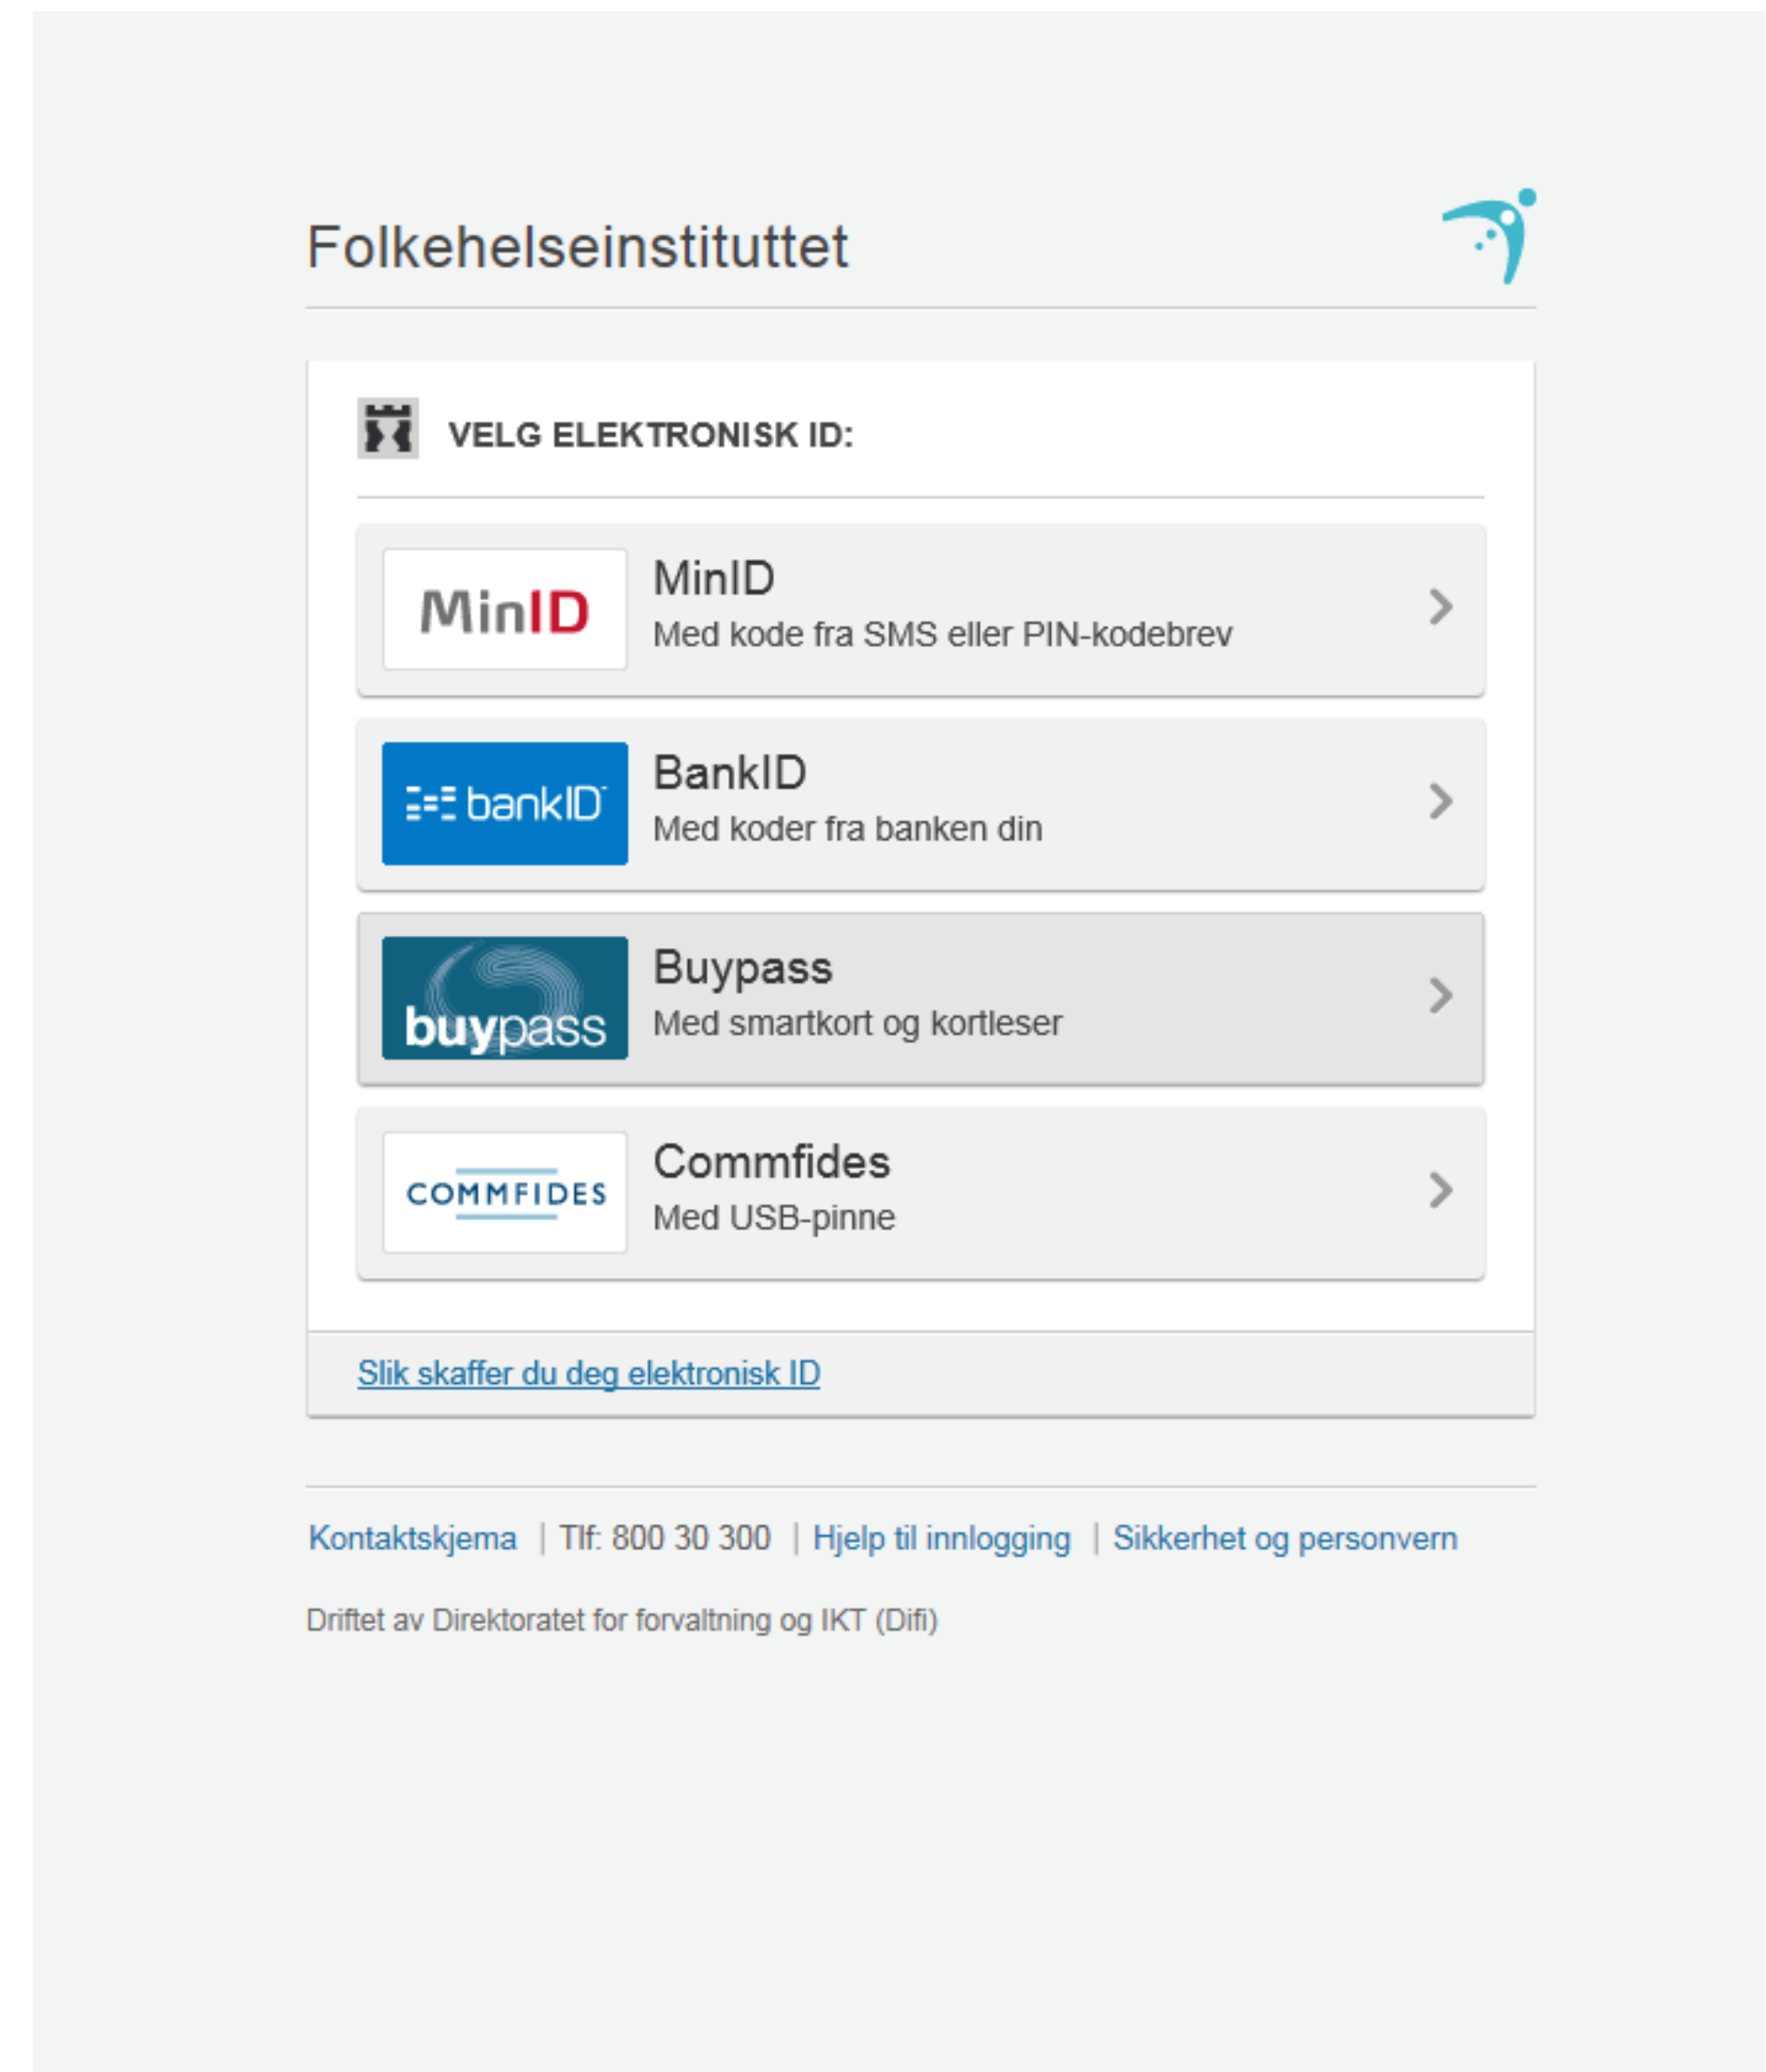 Folkehelseinstituttet
VELG ELEKTRONISK ID:
MinID
MinID
Med kode fra SMS eller PIN-kodebrev
bankID
BankID
Med koder fra banken din
buypass
Buypass
Med smartkort og kortleser
COMMFIDES
Commfides
Med USB-pinne
Slik skaffer du deg elektronisk ID
Kontaktskjema | Tlf: 800 30 300 | Hjelp til innlogging | Sikkerhet og personvern
Driftet av Direktoratet for forvaltning og IKT (Difi)